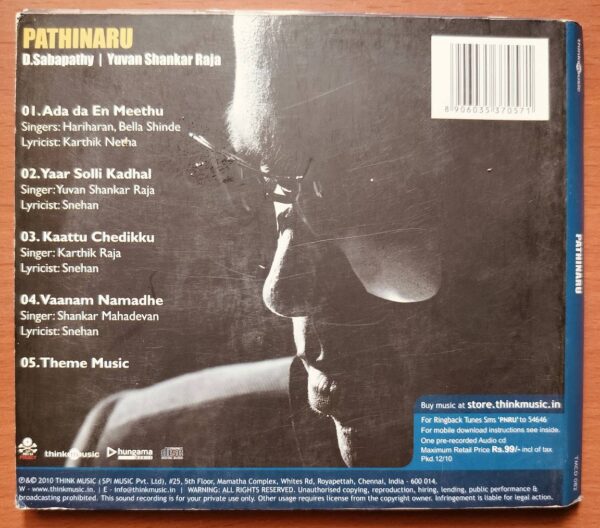 PATHINARU
D.Sabapathy | Yuvan Shankar Raja
8 906035 370571
01.Ada da En Meethu
Singers: Hariharan, Bella Shinde
Lyricist: Karthik Netha
02.Yaar Solli Kadhal
Singer:Yuvan Shankar Raja
Lyricist: Snehan
03. Kaattu Chedikku
Singer: Karthik Raja
Lyricist: Snehan
04.Vaanam Namadhe
Singer: Shankar Mahadevan
Lyricist: Snehan
05.Theme Music
thinkmusic
hungama
Buy music at store.thinkmusic.in
For Ringback Tunes Sms 'PNRU' to 54646
For mobile download instructions see inside.
One pre-recorded Audio cd
Maximum Retail Price Rs.99/- incl of tax
Pkd.12/10
℗&© 2010 THINK MUSIC (SPI MUSIC Pvt. Ltd), #25, 5th Floor, Mamatha Complex, Whites Rd, Royapettah, Chennai, India - 600 014.
W - www.thinkmusic.in, | E - info@thinkmusic.in | WARNING: ALL RIGHTS RESERVED. Unauthorised copying, reproduction, hiring, lending, public performance &
broadcasting prohibited. This sound recording is for your private use only. Other usage requires license from the copyright owner. Infringement is liable for legal action.
thinkmusic
PATHINARU